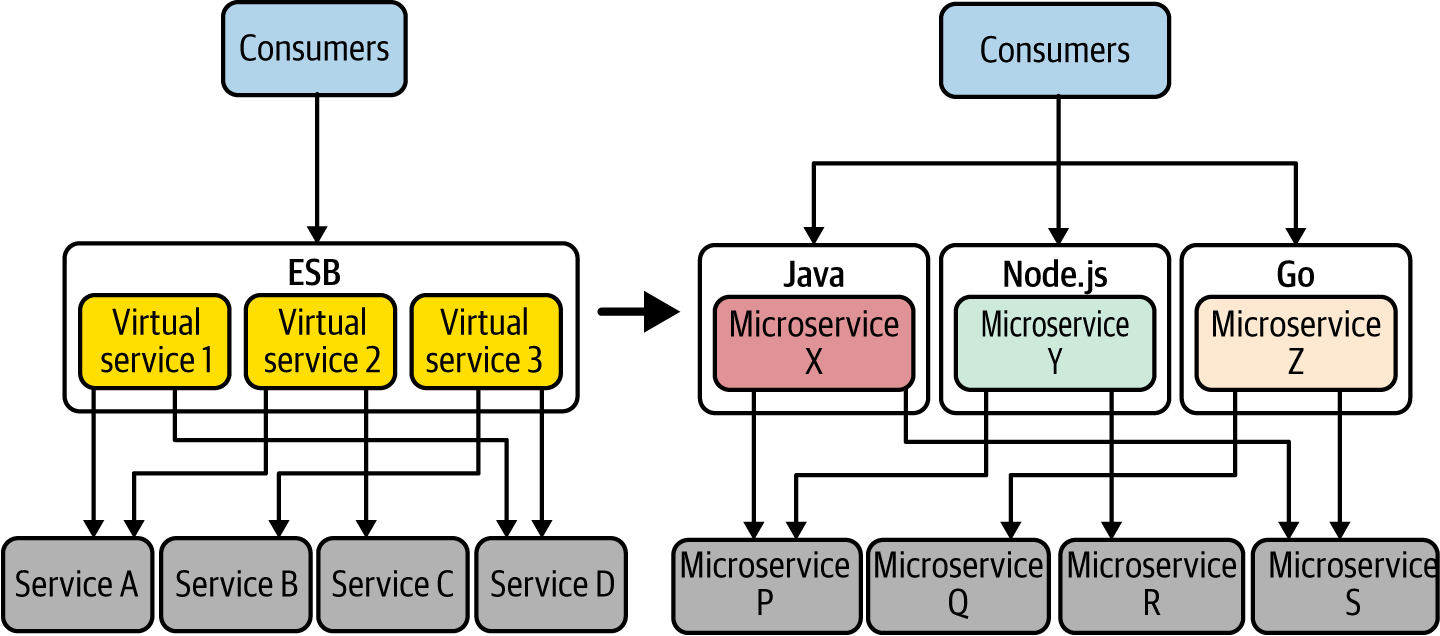 Consumers
ESB
Virtual
service 1
Virtual
service 2
Virtual
service 3
Service A
Service B
Service C
Service D
Consumers
Java
Microservice
X
Node.js
Microservice
Y
Go
Microservice
Z
Microservice
P
Microservice
Q
Microservice
R
Microservice
S